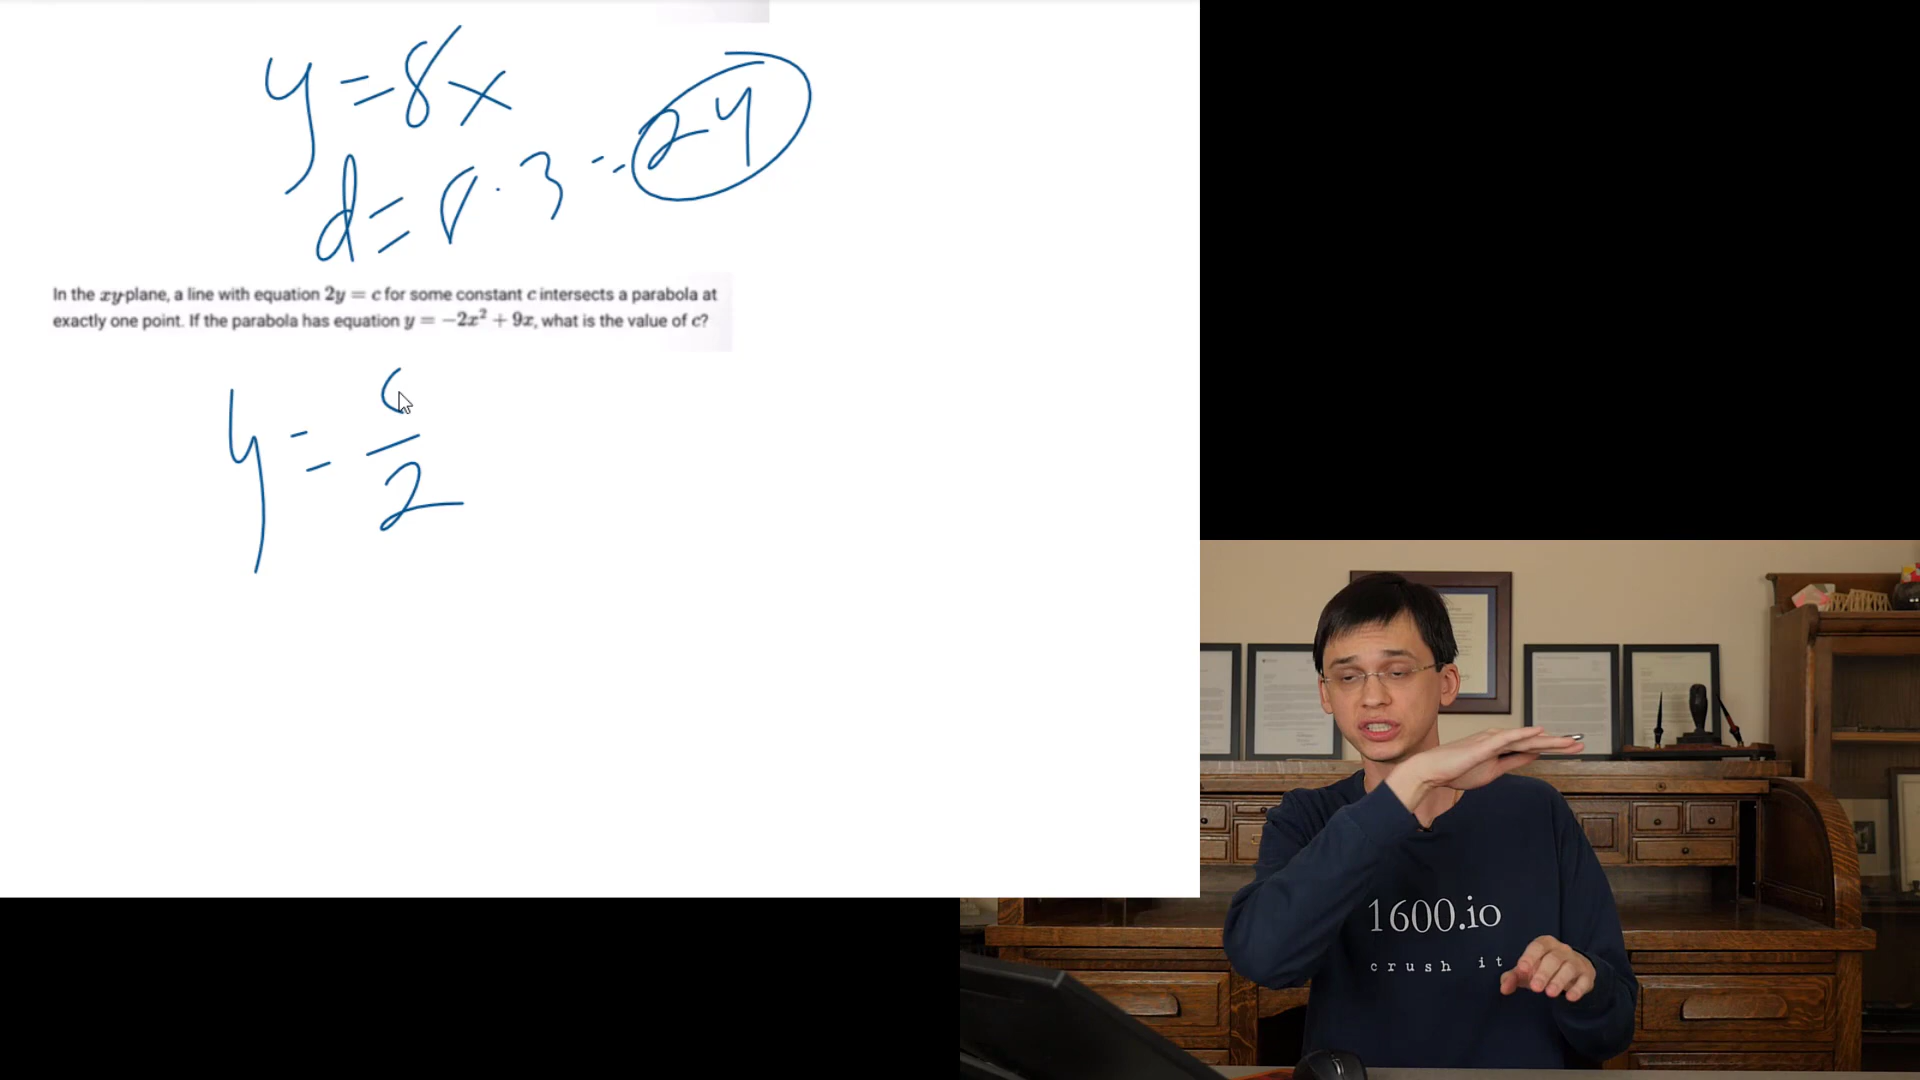 y = 8x
d = 8 · 3 = 24
In the xy-plane, a line with equation 2y = c for some constant c intersects a parabola at
exactly one point. If the parabola has equation y = −2x² + 9x, what is the value of c?
y = c/2
1600.io
crush it